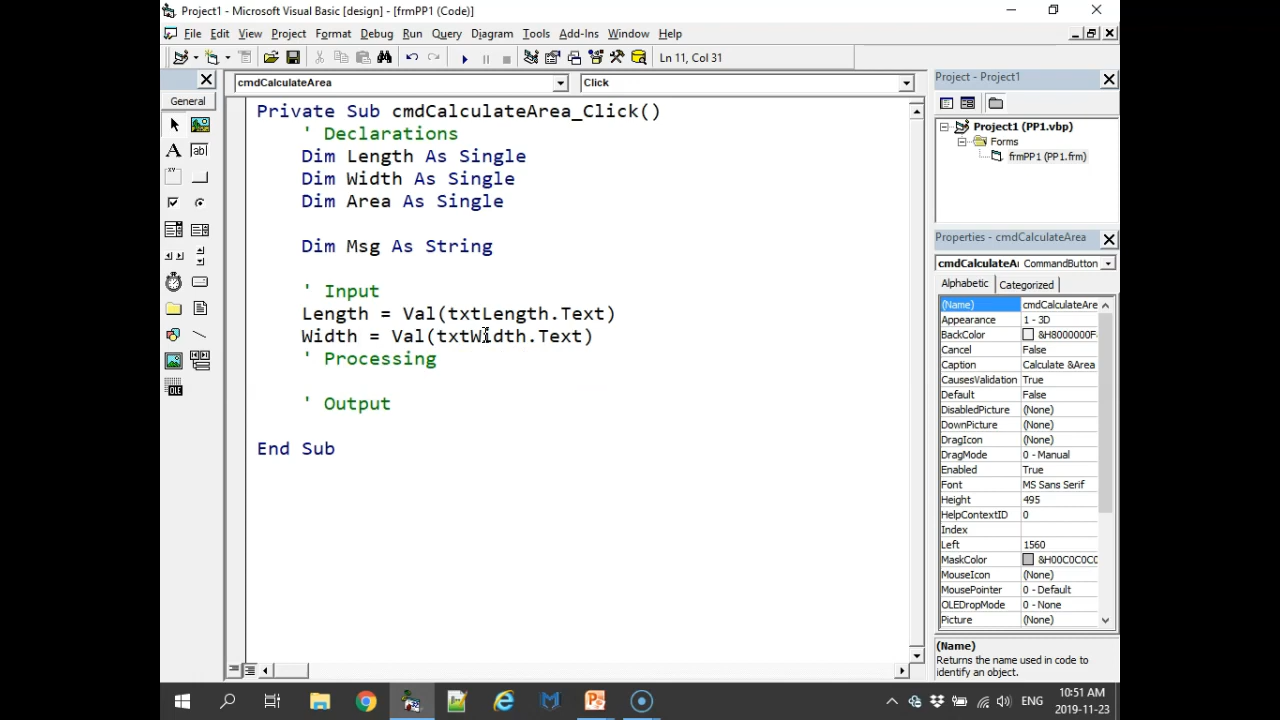 Project1 - Microsoft Visual Basic [design] - [frmPP1 (Code)]
File Edit View Project Format Debug Run Query Diagram Tools Add-Ins Window Help
Ln 11, Col 31
General
cmdCalculateArea
Click
Private Sub cmdCalculateArea_Click()
' Declarations
Dim Length As Single
Dim Width As Single
Dim Area As Single
Dim Msg As String
' Input
Length = Val(txtLength.Text)
Width = Val(txtWidth.Text)
' Processing
' Output
End Sub
Project - Project1
Project1 (PP1.vbp)
Forms
frmPP1 (PP1.frm)
Properties - cmdCalculateArea
cmdCalculateA CommandButton
Alphabetic Categorized
(Name) cmdCalculateAre
Appearance 1 - 3D
BackColor &H8000000F
Cancel False
Caption Calculate &Area
CausesValidation True
Default False
DisabledPicture (None)
DownPicture (None)
DragIcon (None)
DragMode 0 - Manual
Enabled True
Font MS Sans Serif
Height 495
HelpContextID 0
Index
Left 1560
MaskColor &H00C0C0C0
MouseIcon (None)
MousePointer 0 - Default
OLEDropMode 0 - None
Picture (None)
(Name)
Returns the name used in code to
identify an object.
ENG
10:51 AM
2019-11-23